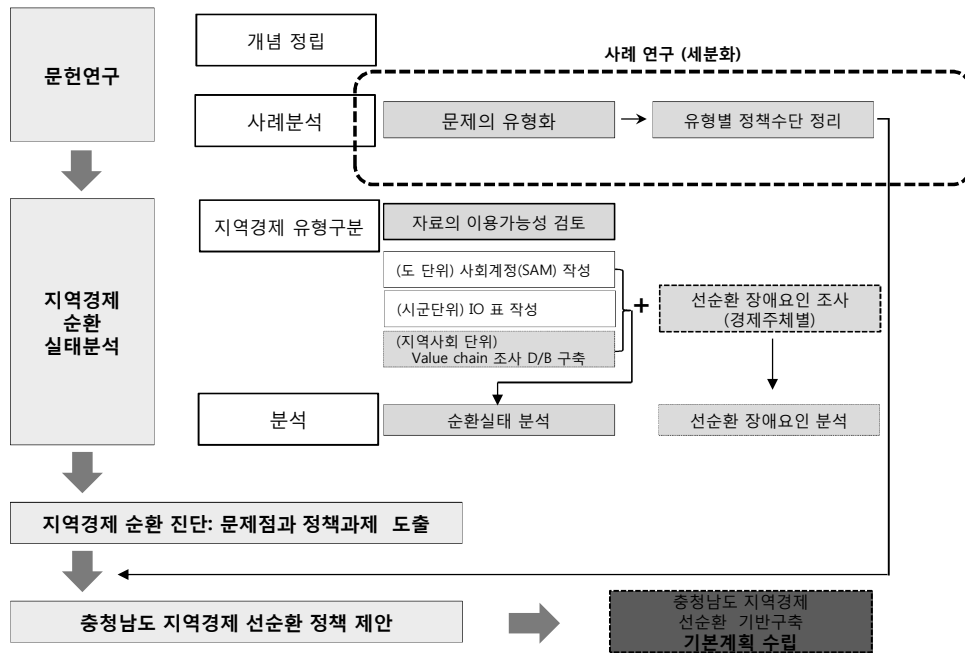 개념 정립
사례 연구 (세분화)
문헌연구
사례분석
문제의 유형화
유형별 정책수단 정리
지역경제 유형구분
자료의 이용가능성 검토
(도 단위) 사회계정(SAM) 작성
(시군단위) IO 표 작성
(지역사회 단위)
Value chain 조사 D/B 구축
+
선순환 장애요인 조사
(경제주체별)
지역경제
순환
실태분석
분석
순환실태 분석
선순환 장애요인 분석
지역경제 순환 진단: 문제점과 정책과제 도출
충청남도 지역경제 선순환 정책 제안
충청남도 지역경제
선순환 기반구축
기본계획 수립